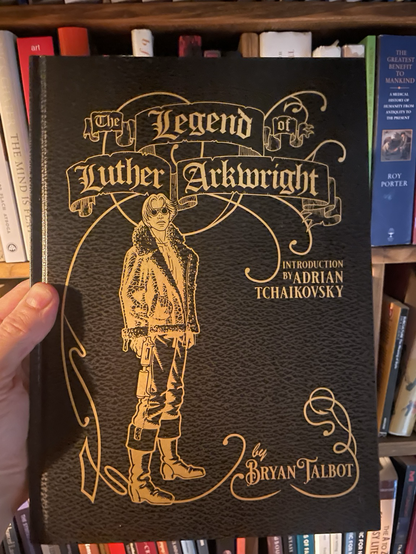 The Legend of
Luther Arkwright
INTRODUCTION
BY ADRIAN
TCHAIKOVSKY
by
BRYAN TALBOT
art
THE GREATEST
BENEFIT TO
MANKIND
A MEDICAL
HISTORY OF
HUMANITY FROM
ANTIQUITY TO
THE PRESENT
ROY
PORTER